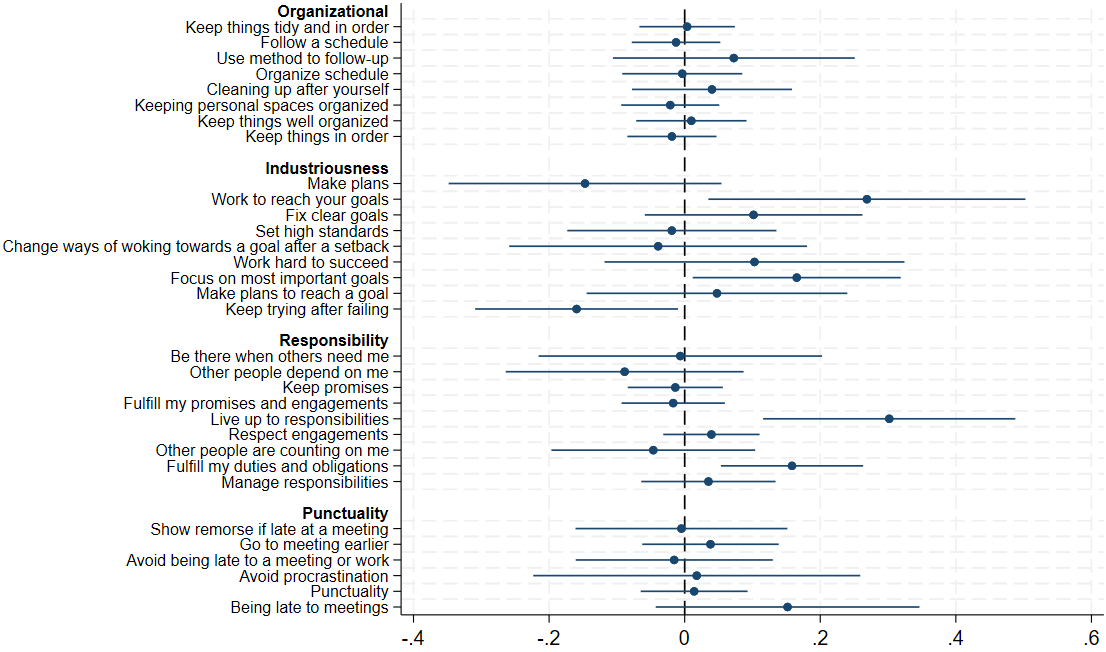 Organizational
Keep things tidy and in order
Follow a schedule
Use method to follow-up
Organize schedule
Cleaning up after yourself
Keeping personal spaces organized
Keep things well organized
Keep things in order
Industriousness
Make plans
Work to reach your goals
Fix clear goals
Set high standards
Change ways of woking towards a goal after a setback
Work hard to succeed
Focus on most important goals
Make plans to reach a goal
Keep trying after failing
Responsibility
Be there when others need me
Other people depend on me
Keep promises
Fulfill my promises and engagements
Live up to responsibilities
Respect engagements
Other people are counting on me
Fulfill my duties and obligations
Manage responsibilities
Punctuality
Show remorse if late at a meeting
Go to meeting earlier
Avoid being late to a meeting or work
Avoid procrastination
Punctuality
Being late to meetings
-.4 -.2 0 .2 .4 .6